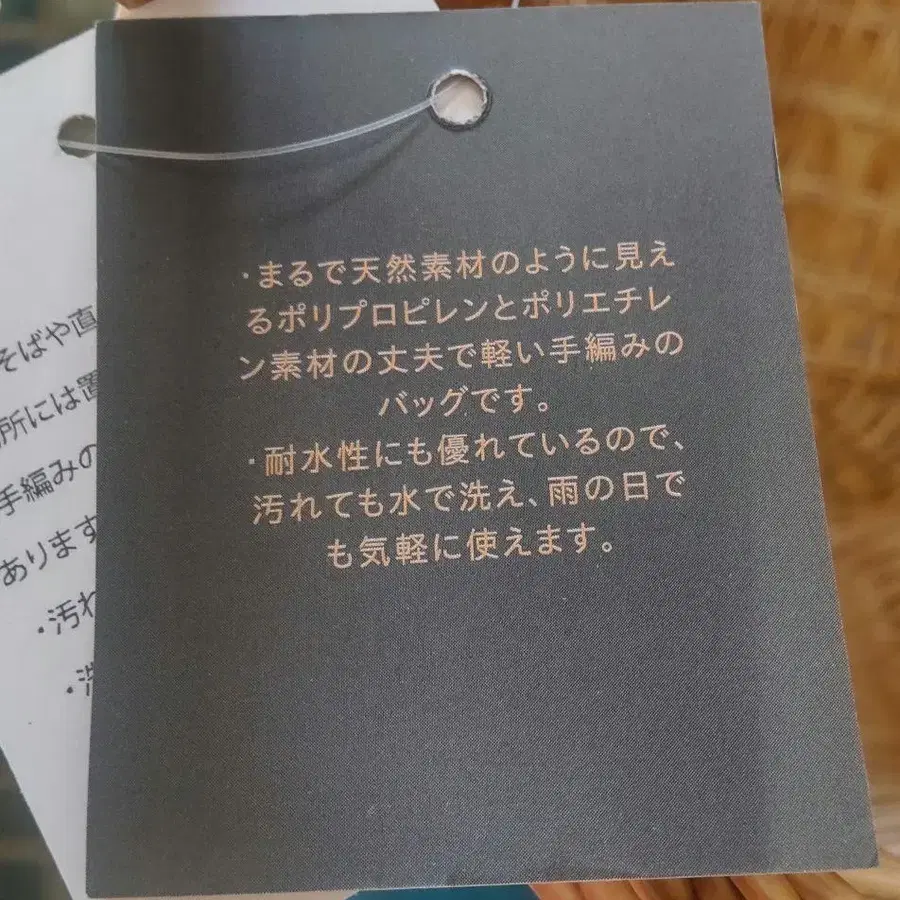 ・まるで天然素材のように見え
るポリプロピレンとポリエチレ
ン素材の丈夫で軽い手編みの
バッグです。
・耐水性にも優れているので、
汚れても水で洗え、雨の日で
も気軽に使えます。
そばや直
所には置
手編みの
あります
・汚れ